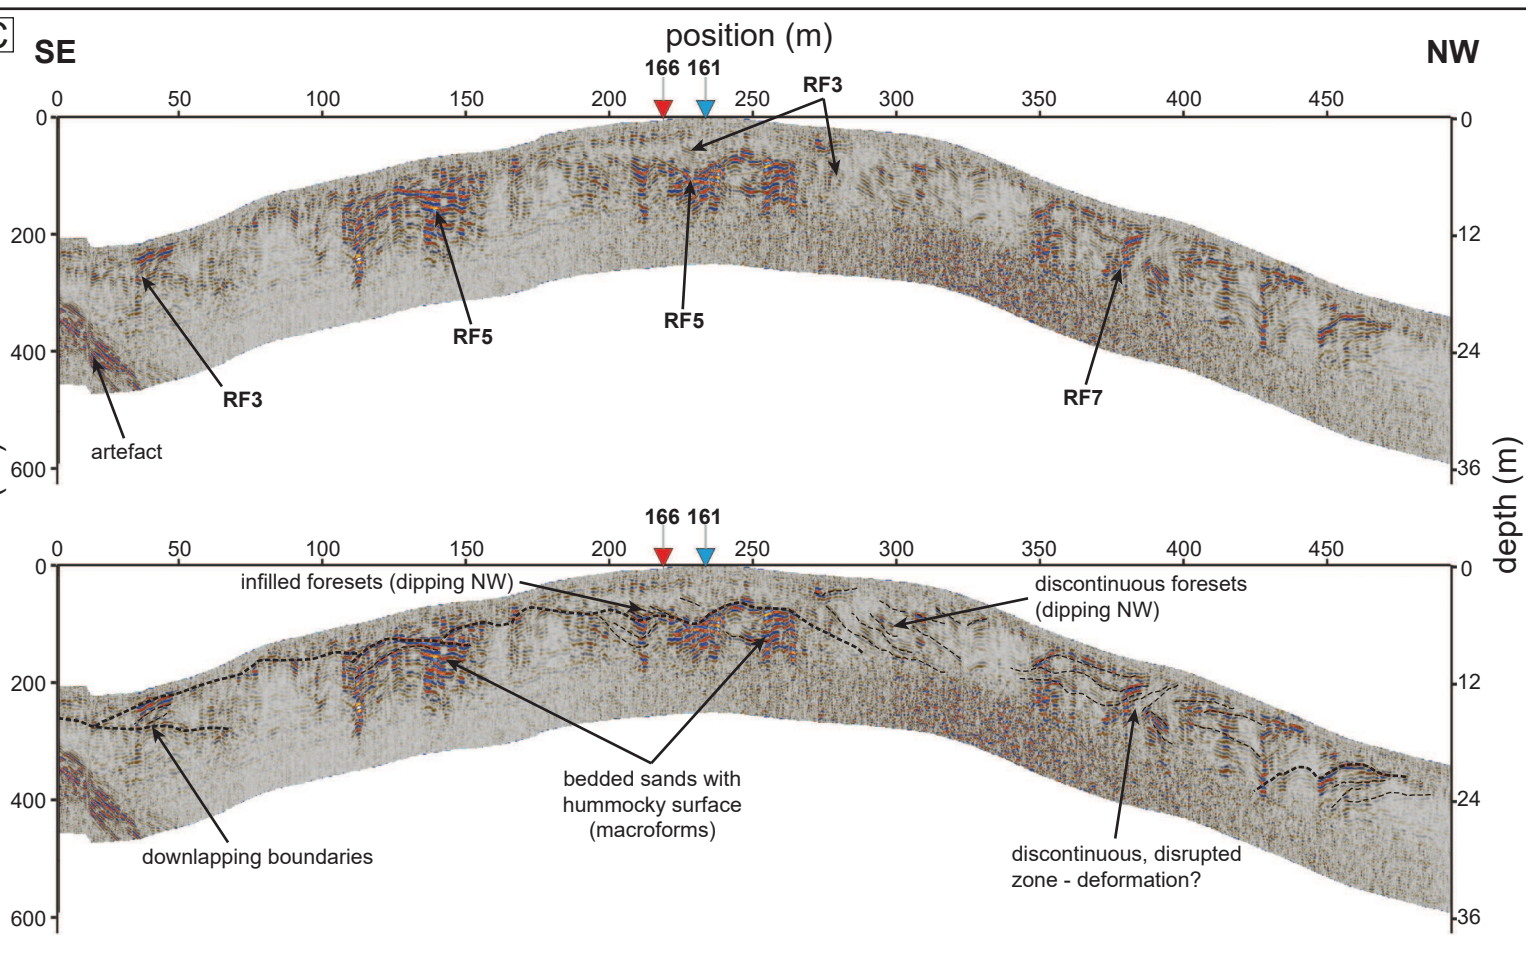 C SE position (m) NW
166 161
RF3
0 50 100 150 200 250 300 350 400 450
0 0
200 12
RF5
RF5
400 24
RF3
RF7
artefact
600 36
depth (m)
166 161
0 50 100 150 200 250 300 350 400 450
0 0
infilled foresets (dipping NW)
discontinuous foresets
(dipping NW)
200 12
bedded sands with
hummocky surface
(macroforms)
400 24
downlapping boundaries
discontinuous, disrupted
zone - deformation?
600 36